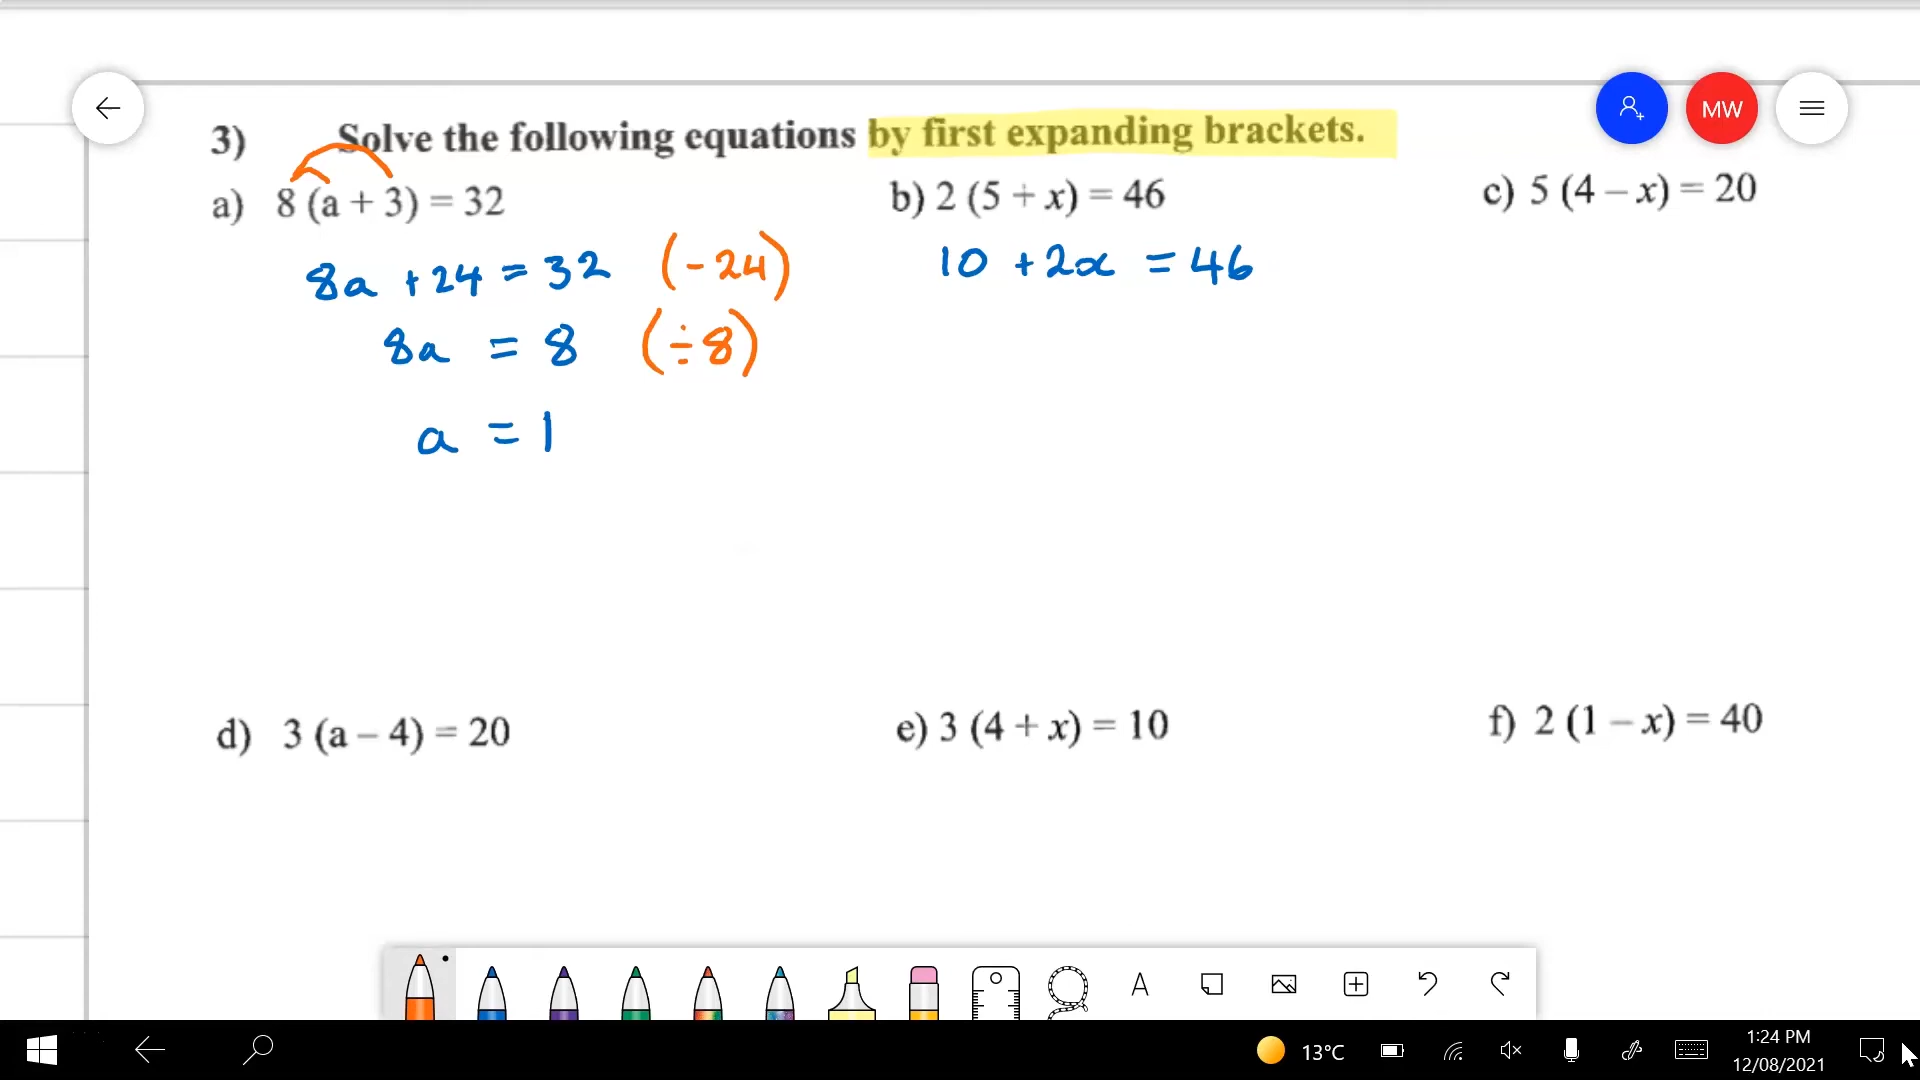 MW
3) Solve the following equations by first expanding brackets.
a) 8 (a + 3) = 32
8a + 24 = 32 (-24)
8a = 8 (÷8)
a = 1
b) 2 (5 + x) = 46
10 + 2x = 46
c) 5 (4 – x) = 20
d) 3 (a – 4) = 20
e) 3 (4 + x) = 10
f) 2 (1 – x) = 40
A
13°C
1:24 PM
12/08/2021